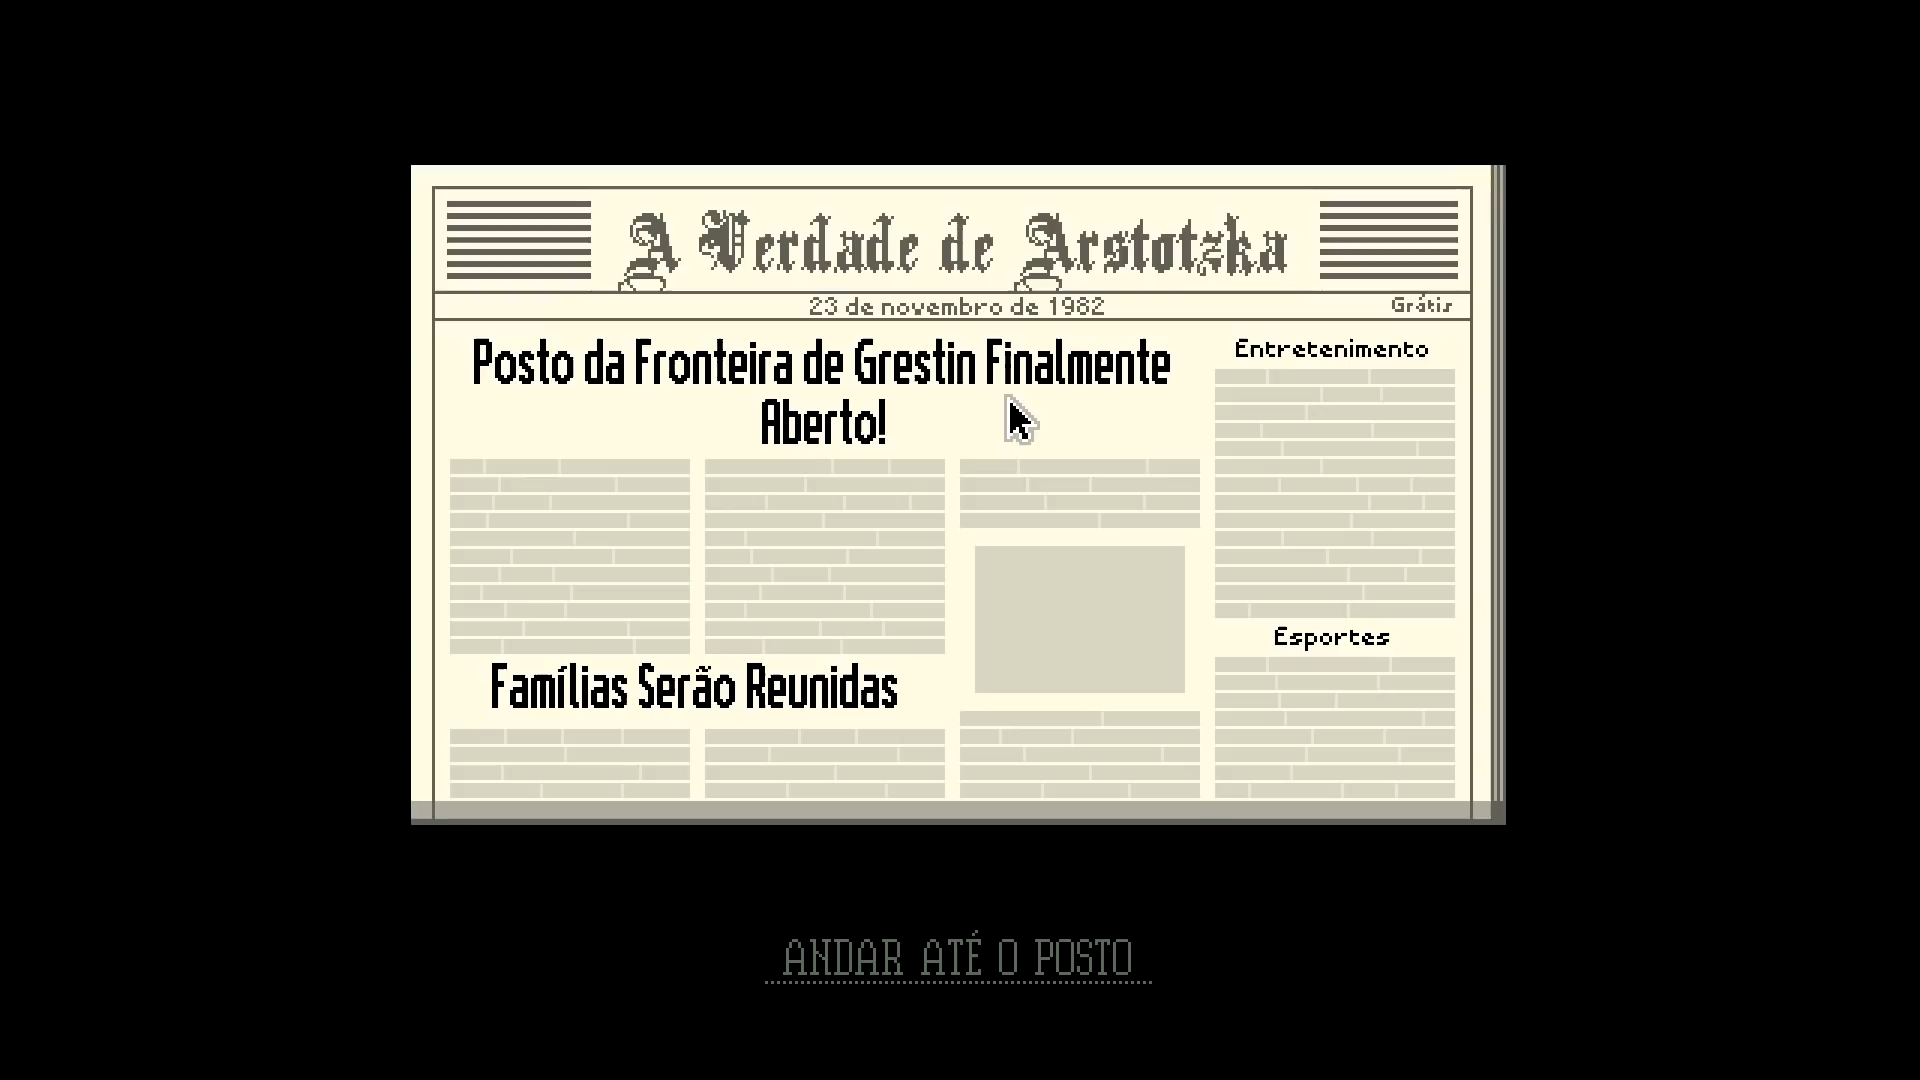 A Verdade de Arstotzka
23 de novembro de 1982
Grátis
Posto da Fronteira de Grestin Finalmente
Aberto!
Famílias Serão Reunidas
Entretenimento
Esportes
ANDAR ATÉ O POSTO